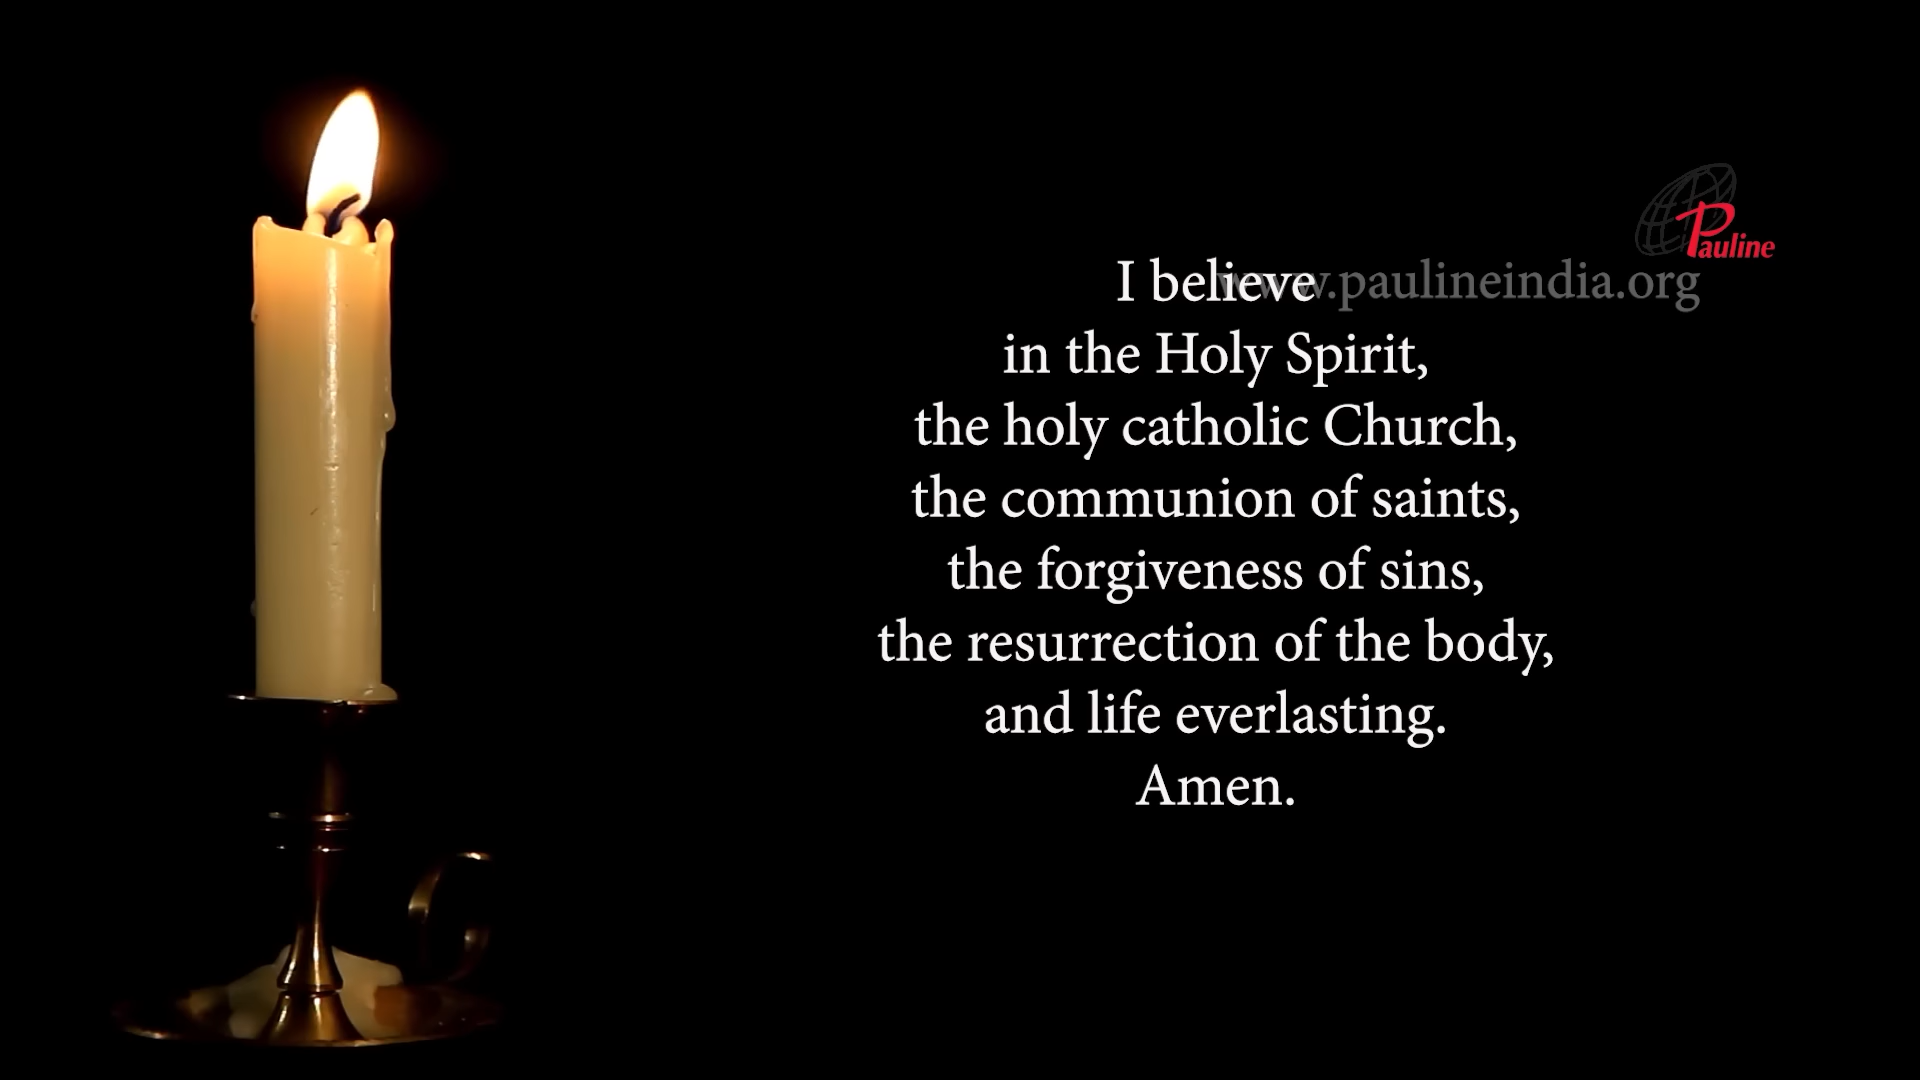 Pauline
www.paulineindia.org
I believe
in the Holy Spirit,
the holy catholic Church,
the communion of saints,
the forgiveness of sins,
the resurrection of the body,
and life everlasting.
Amen.